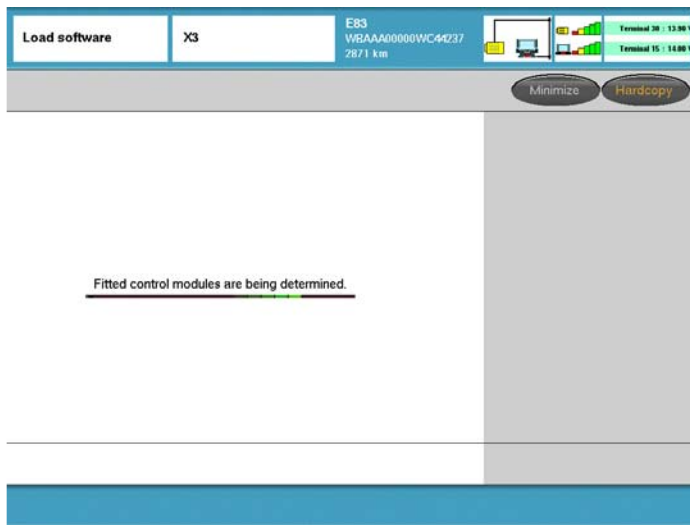 Load software
X3
E83
WBAAA00000WC44237
2871 km
Terminal 30 : 13.90 V
Terminal 15 : 14.00 V
Minimize
Hardcopy
Fitted control modules are being determined.